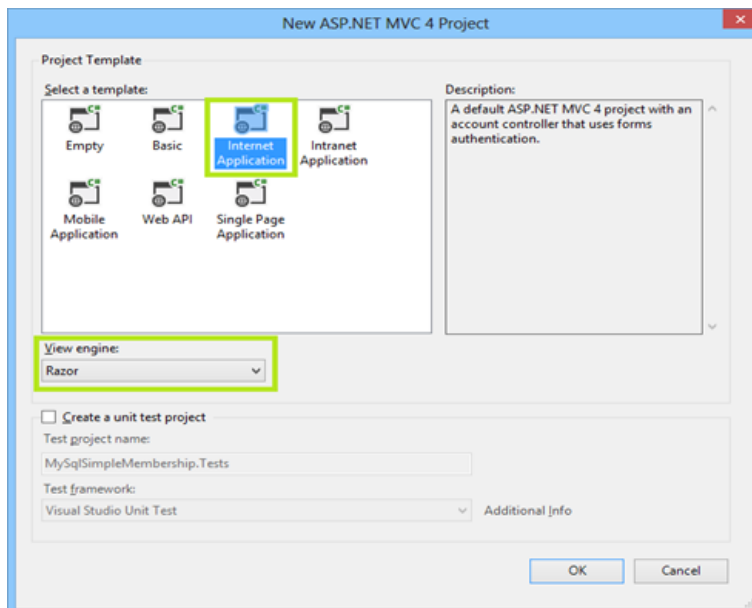 New ASP.NET MVC 4 Project
Project Template
Select a template:
Description:
Empty
Basic
Internet
Application
Intranet
Application
Mobile
Application
Web API
Single Page
Application
A default ASP.NET MVC 4 project with an
account controller that uses forms
authentication.
View engine:
Razor
Create a unit test project
Test project name:
MySqlSimpleMembership.Tests
Test framework:
Visual Studio Unit Test
Additional Info
OK
Cancel